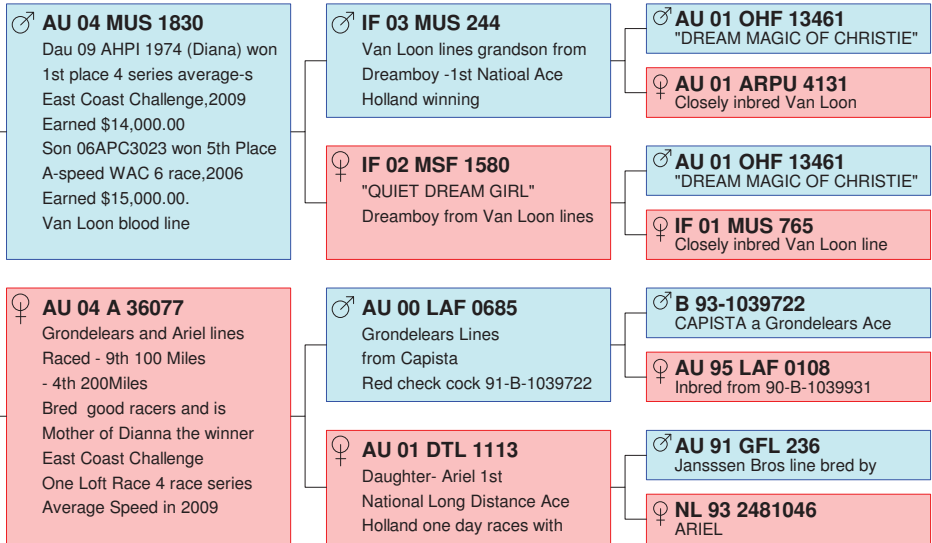 AU 04 MUS 1830
Dau 09 AHPI 1974 (Diana) won
1st place 4 series average-s
East Coast Challenge,2009
Earned $14,000.00
Son 06APC3023 won 5th Place
A-speed WAC 6 race,2006
Earned $15,000.
Van Loon blood line
AU 04 A 36077
Grondelears and Ariel lines
Raced - 9th 100 Miles
- 4th 200Miles
Bred good racers and is
Mother of Dianna the winner
East Coast Challenge
One Loft Race 4 race series
Average Speed in 2009
IF 03 MUS 244
Van Loon lines grandson from
Dreamboy -1st Natioal Ace
Holland winning
IF 02 MSF 1580
"QUIET DREAM GIRL"
Dreamboy from Van Loon lines
AU 00 LAF 0685
Grondelears Lines
from Capista
Red check cock 91-B-1039722
AU 01 DTL 1113
Daughter- Ariel 1st
National Long Distance Ace
Holland one day races with
AU 01 OHF 13461
"DREAM MAGIC OF CHRISTIE"
AU 01 ARPU 4131
Closely inbred Van Loon
AU 01 OHF 13461
"DREAM MAGIC OF CHRISTIE"
IF 01 MUS 765
Closely inbred Van Loon line
B 93-1039722
CAPISTA a Grondelears Ace
AU 95 LAF 0108
Inbred from 90-B-1039931
AU 91 GFL 236
Jansssen Bros line bred by
NL 93 2481046
ARIEL